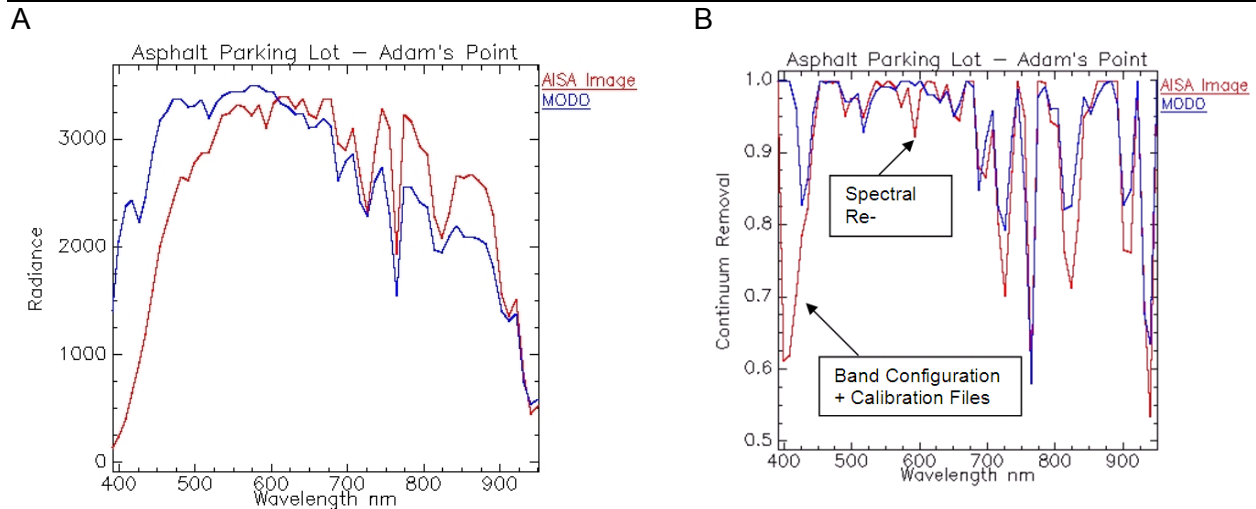 A
Asphalt Parking Lot – Adam's Point
AISA Image
MODO
3000
2000
1000
0
Radiance
400 500 600 700 800 900
Wavelength nm
B
Asphalt Parking Lot – Adam's Point
AISA Image
MODO
1.0
0.9
0.8
0.7
0.6
0.5
Continuum Removal
Spectral
Re-
Band Configuration
+ Calibration Files
400 500 600 700 800 900
Wavelength nm